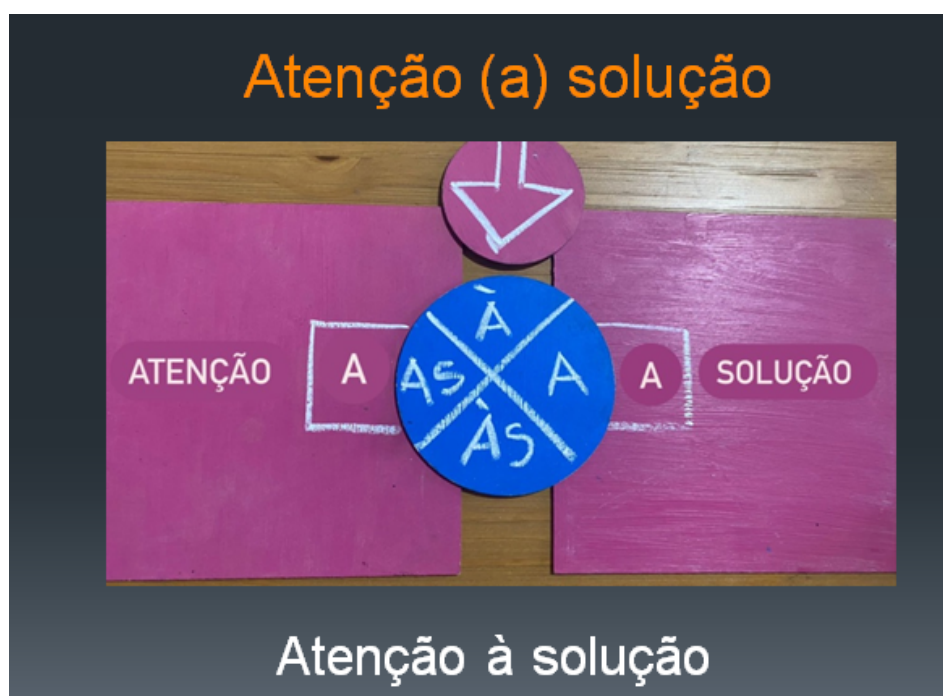 Atenção (a) solução
À
ATENÇÃO A AS A A SOLUÇÃO
ÀS
Atenção à solução